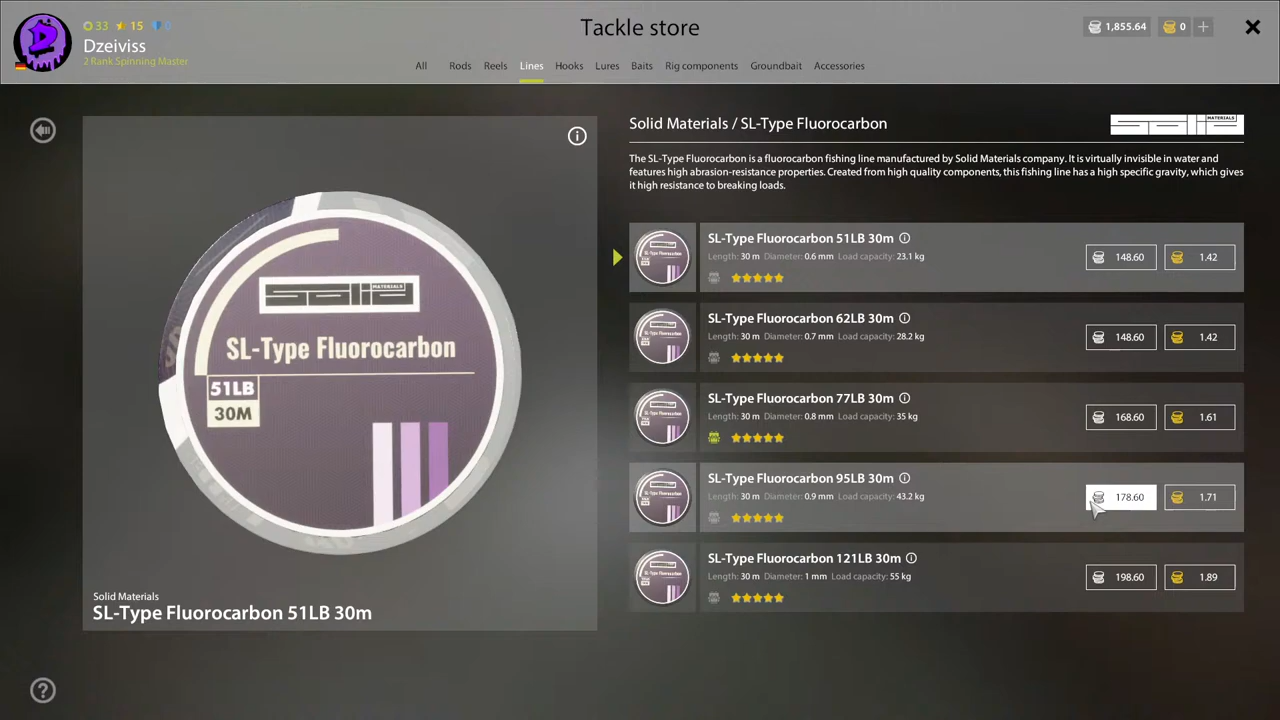 33 15 0
Dzeiviss
2 Rank Spinning Master
Tackle store
1,855.64 0 +
All Rods Reels Lines Hooks Lures Baits Rig components Groundbait Accessories
MATERIALS
SL-Type Fluorocarbon
51LB
30M
Solid Materials
SL-Type Fluorocarbon 51LB 30m
Solid Materials / SL-Type Fluorocarbon
MATERIALS
The SL-Type Fluorocarbon is a fluorocarbon fishing line manufactured by Solid Materials company. It is virtually invisible in water and
features high abrasion-resistance properties. Created from high quality components, this fishing line has a high specific gravity, which gives
it high resistance to breaking loads.
SL-Type Fluorocarbon 51LB 30m
Length: 30 m Diameter: 0.6 mm Load capacity: 23.1 kg
148.60 1.42
SL-Type Fluorocarbon 62LB 30m
Length: 30 m Diameter: 0.7 mm Load capacity: 28.2 kg
148.60 1.42
SL-Type Fluorocarbon 77LB 30m
Length: 30 m Diameter: 0.8 mm Load capacity: 35 kg
168.60 1.61
SL-Type Fluorocarbon 95LB 30m
Length: 30 m Diameter: 0.9 mm Load capacity: 43.2 kg
178.60 1.71
SL-Type Fluorocarbon 121LB 30m
Length: 30 m Diameter: 1 mm Load capacity: 55 kg
198.60 1.89
?